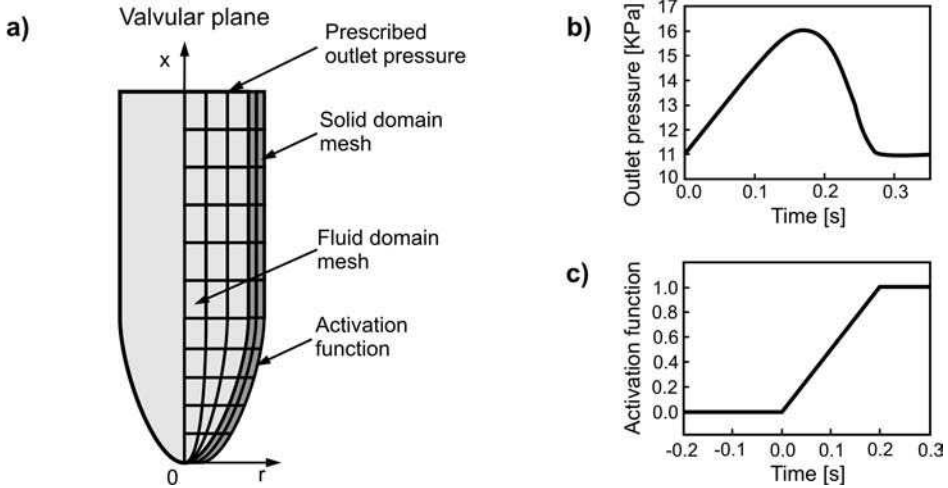 a)
Valvular plane
x
Prescribed
outlet pressure
Solid domain
mesh
Fluid domain
mesh
Activation
function
0
r
b)
Outlet pressure [KPa]
17
16
15
14
13
12
11
10
0.0
0.1
0.2
0.3
Time [s]
c)
Activation function
1.0
0.8
0.6
0.4
0.2
0.0
-0.2
-0.1
0.0
0.1
0.2
0.3
Time [s]